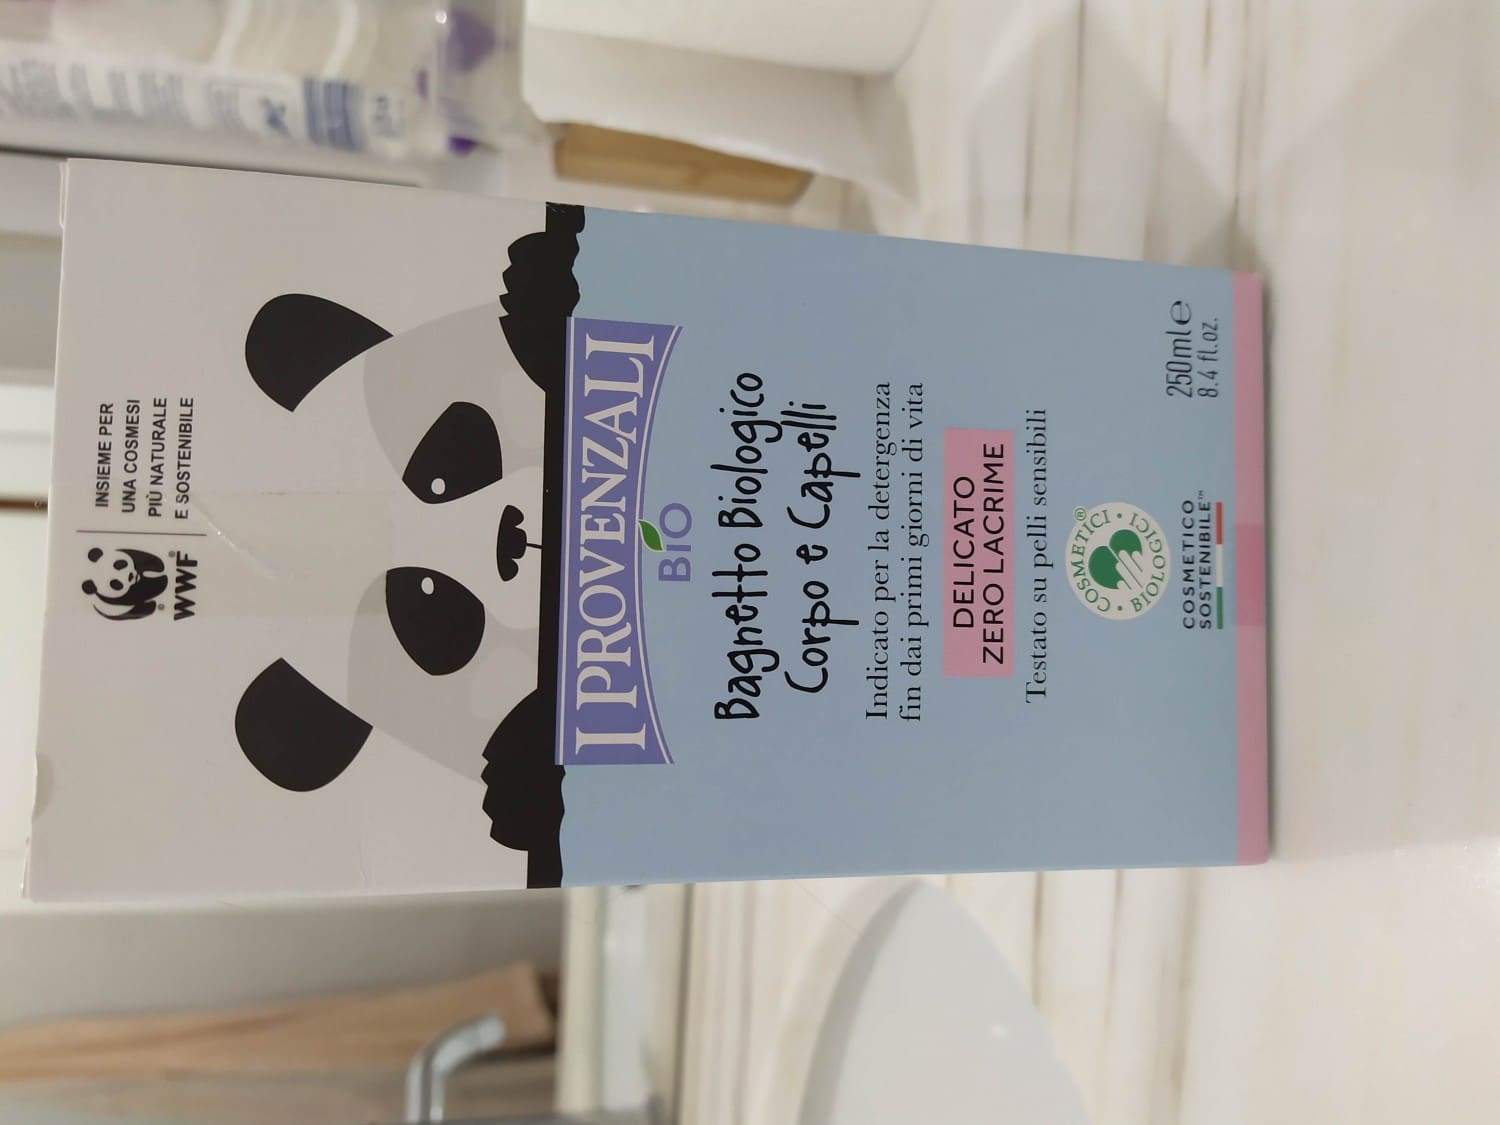 WWF®
INSIEME PER
UNA COSMESI
PIÙ NATURALE
E SOSTENIBILE
I PROVENZALI
BIO
Bagnetto Biologico
Corpo e Capelli
Indicato per la detergenza
fin dai primi giorni di vita
DELICATO
ZERO LACRIME
Testato su pelli sensibili
COSMETICI®
BIOLOGICI
COSMETICO
SOSTENIBILE™
250ml e
8.4 fl.oz.